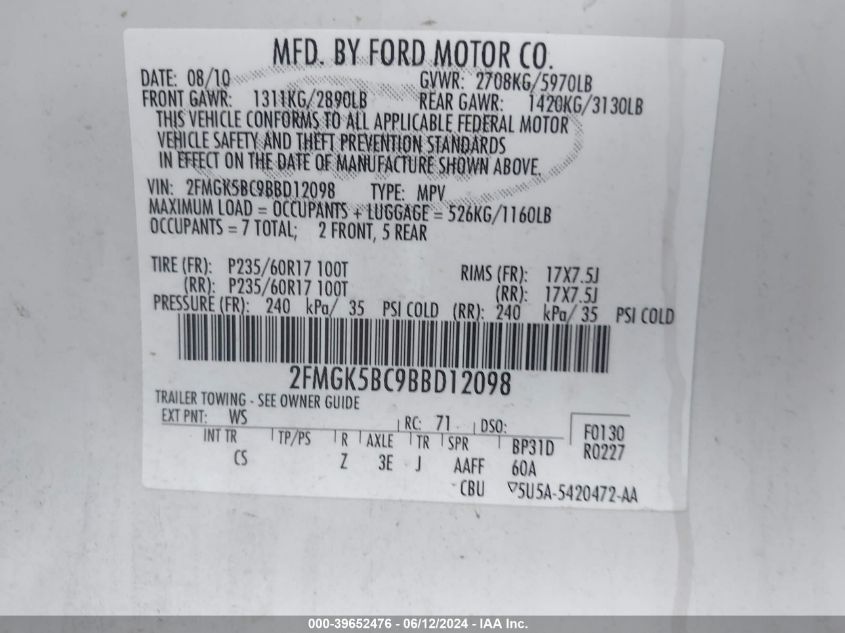 MFD. BY FORD MOTOR CO.
DATE: 08/10 GVWR: 2708KG/5970LB
FRONT GAWR: 1311KG/2890LB REAR GAWR: 1420KG/3130LB
THIS VEHICLE CONFORMS TO ALL APPLICABLE FEDERAL MOTOR
VEHICLE SAFETY AND THEFT PREVENTION STANDARDS
IN EFFECT ON THE DATE OF MANUFACTURE SHOWN ABOVE.
VIN: 2FMGK5BC9BBD12098 TYPE: MPV
MAXIMUM LOAD = OCCUPANTS + LUGGAGE = 526KG/1160LB
OCCUPANTS = 7 TOTAL; 2 FRONT, 5 REAR
TIRE (FR): P235/60R17 100T RIMS (FR): 17X7.5J
(RR): P235/60R17 100T (RR): 17X7.5J
PRESSURE (FR): 240 kPa/ 35 PSI COLD (RR): 240 kPa/ 35 PSI COLD
2FMGK5BC9BBD12098
TRAILER TOWING - SEE OWNER GUIDE
EXT PNT: WS RC: 71 DSO: F0130
INT TR TP/PS R AXLE TR SPR BP31D R0227
CS Z 3E J AAFF 60A
CBU 5U5A-5420472-AA
000-39652476 - 06/12/2024 - IAA Inc.